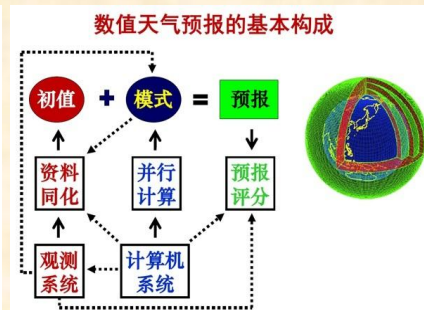 数值天气预报的基本构成
初值 + 模式 = 预报
资料同化 并行计算 预报评分
观测系统 计算机系统